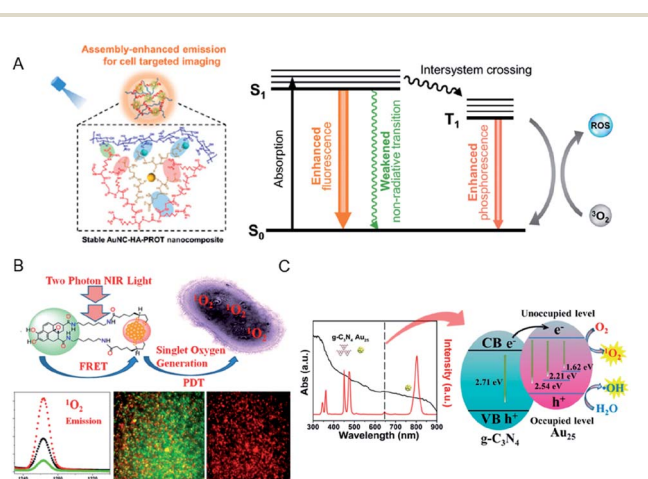 A
Assembly-enhanced emission
for cell targeted imaging
Stable AuNC-HA-PROT nanocomposite
S₁
S₀
Absorption
Enhanced
fluorescence
Weakened
non-radiative transition
Intersystem crossing
T₁
Enhanced
phosphorescence
ROS
³O₂
B
Two Photon NIR Light
FRET
Singlet Oxygen
Generation
PDT
¹O₂
¹O₂
¹O₂
¹O₂
Emission
C
g-C₃N₄ Au₂₅
Abs (a.u.)
Intensity (a.u.)
300 400 500 600 700 800 900
Wavelength (nm)
Unoccupied level
CB e⁻
e⁻
O₂
¹O₂
2.71 eV
1.62 eV
2.21 eV
2.54 eV
·OH
VB h⁺
h⁺
H₂O
Occupied level
g-C₃N₄
Au₂₅